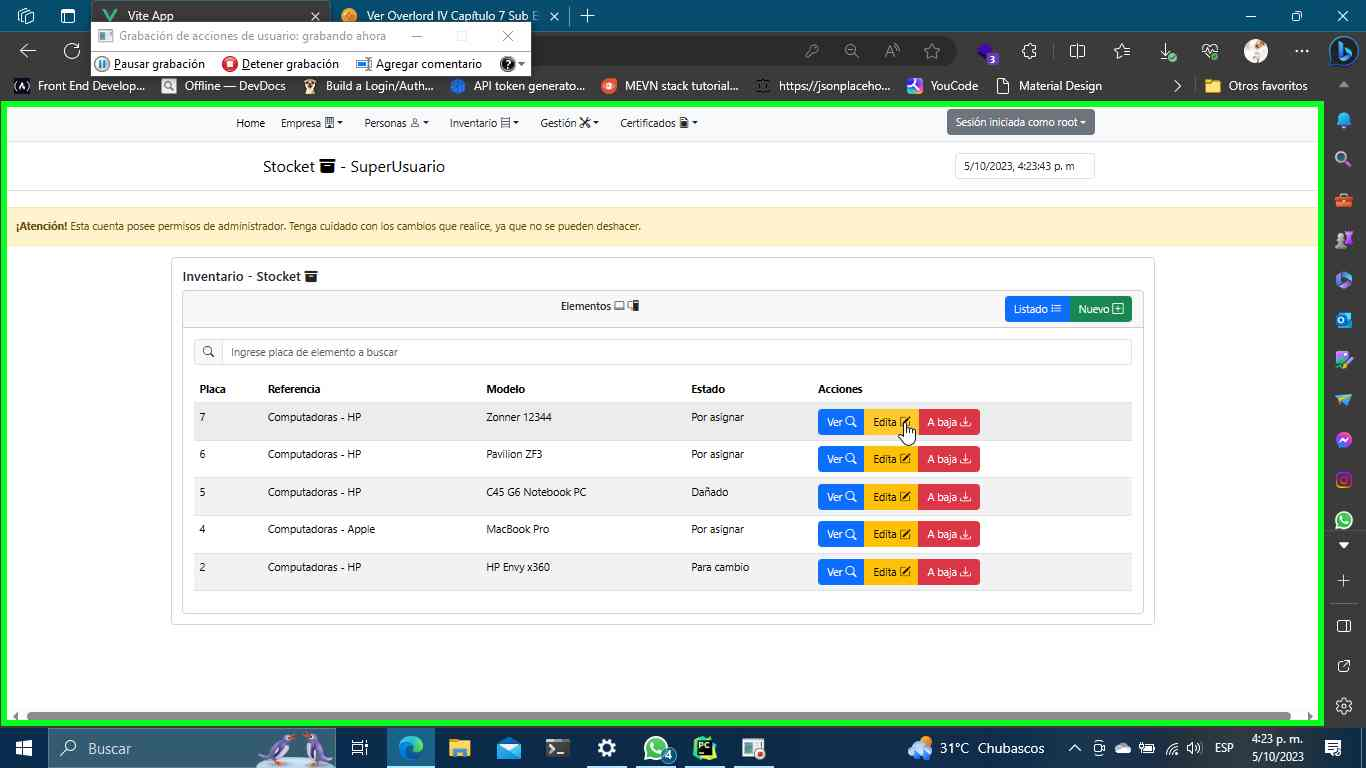 Vite App
Ver Overlord IV Capítulo 7 Sub E
Grabación de acciones de usuario: grabando ahora
Pausar grabación
Detener grabación
Agregar comentario
3
Front End Develop...
Offline — DevDocs
Build a Login/Auth...
API token generato...
MEVN stack tutorial...
https://jsonplaceho...
YouCode
Material Design
Otros favoritos
Home
Empresa
Personas
Inventario
Gestión
Certificados
Sesión iniciada como root
Stocket - SuperUsuario
5/10/2023, 4:23:43 p. m
¡Atención! Esta cuenta posee permisos de administrador. Tenga cuidado con los cambios que realice, ya que no se pueden deshacer.
Inventario - Stocket
Elementos
Listado
Nuevo
Ingrese placa de elemento a buscar
Placa Referencia Modelo Estado Acciones
7 Computadoras - HP Zonner 12344 Por asignar Ver Edita A baja
6 Computadoras - HP Pavilion ZF3 Por asignar Ver Edita A baja
5 Computadoras - HP C45 G6 Notebook PC Dañado Ver Edita A baja
4 Computadoras - Apple MacBook Pro Por asignar Ver Edita A baja
2 Computadoras - HP HP Envy x360 Para cambio Ver Edita A baja
Buscar
4
PC
31°C Chubascos
ESP
4:23 p. m.
5/10/2023